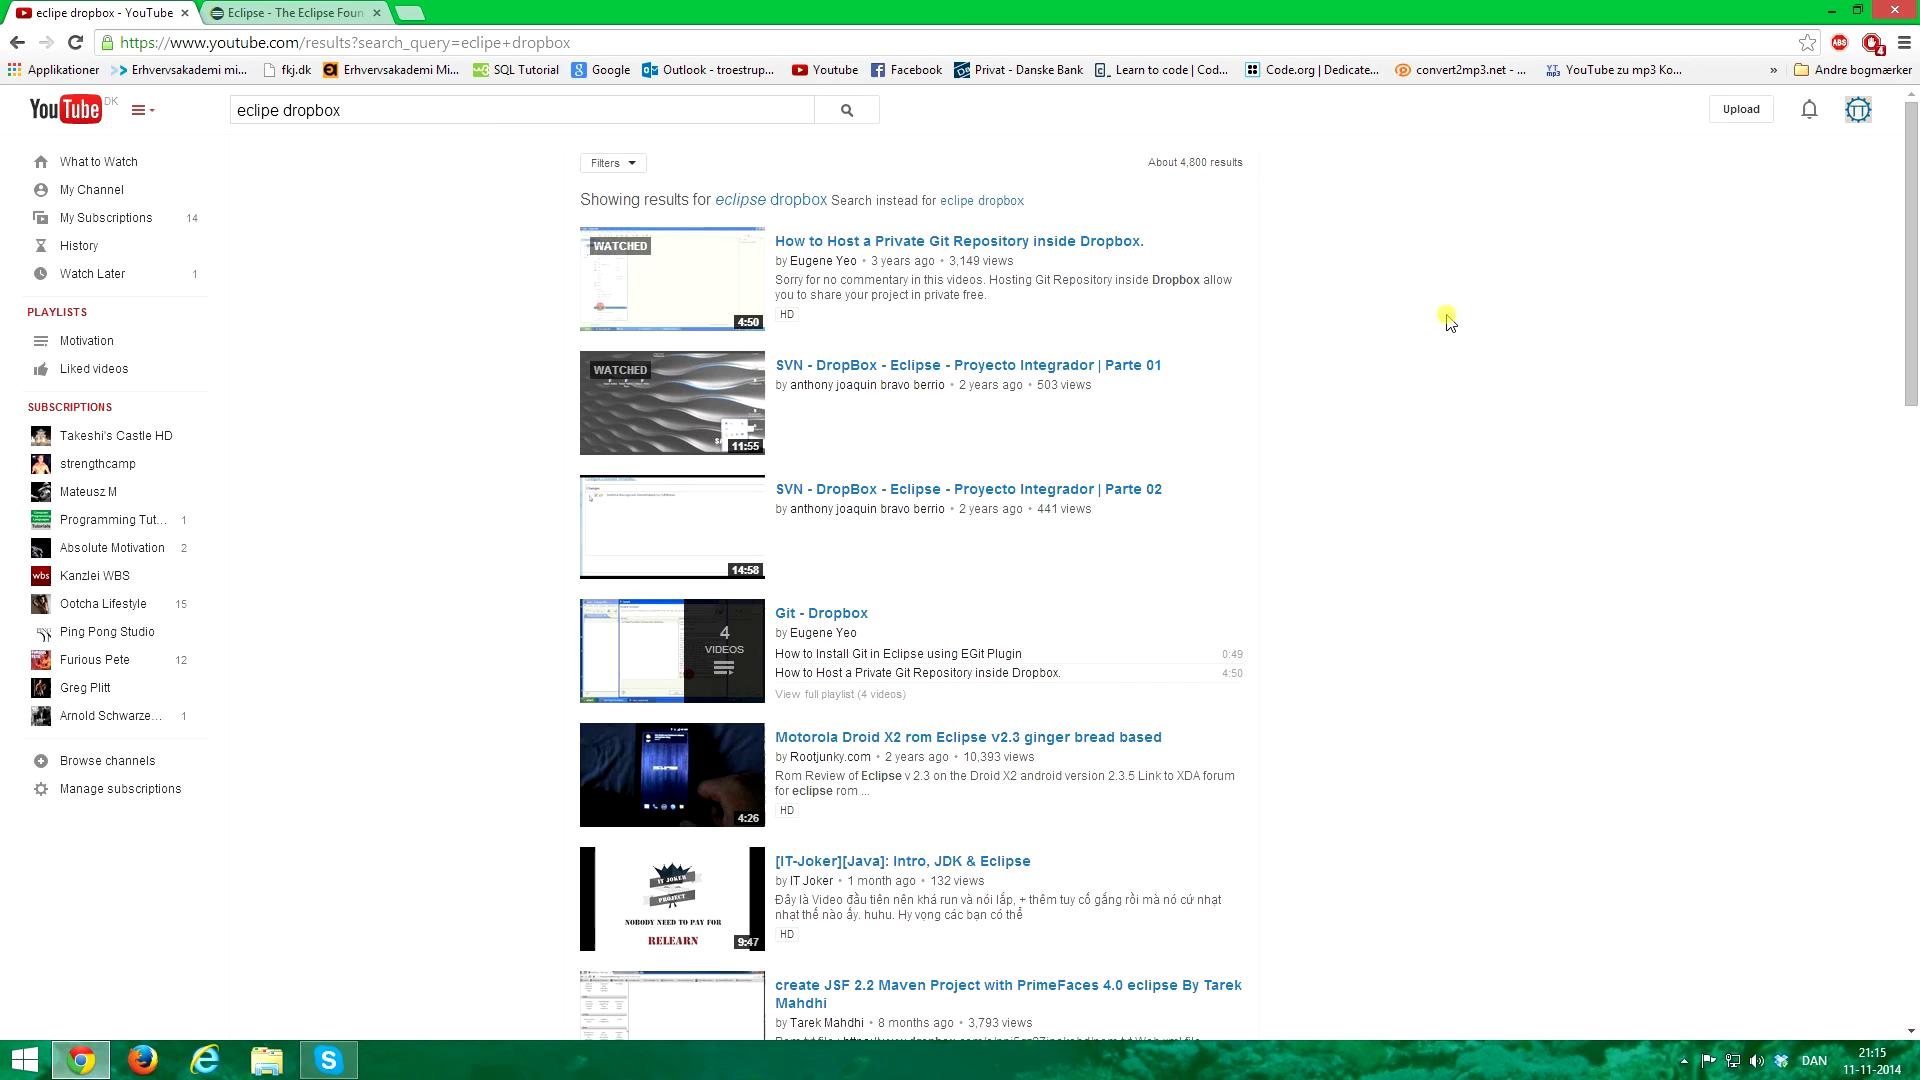 eclipe dropbox - YouTube
Eclipse - The Eclipse Foun
https://www.youtube.com/results?search_query=eclipe+dropbox
ABS
4
Applikationer
Erhvervsakademi mi...
fkj.dk
Erhvervsakademi Mi...
SQL Tutorial
Google
Outlook - troestrup...
Youtube
Facebook
Privat - Danske Bank
Learn to code | Cod...
Code.org | Dedicate...
convert2mp3.net - ...
YouTube zu mp3 Ko...
»
Andre bogmærker
YouTube DK
eclipe dropbox
Upload
What to Watch
My Channel
My Subscriptions 14
History
Watch Later 1
PLAYLISTS
Motivation
Liked videos
SUBSCRIPTIONS
Takeshi's Castle HD
strengthcamp
Mateusz M
Programming Tut... 1
Absolute Motivation 2
wbs Kanzlei WBS
Ootcha Lifestyle 15
Ping Pong Studio
Furious Pete 12
Greg Plitt
Arnold Schwarze... 1
Browse channels
Manage subscriptions
Filters
About 4,800 results
Showing results for eclipse dropbox Search instead for eclipe dropbox
WATCHED
4:50
How to Host a Private Git Repository inside Dropbox.
by Eugene Yeo • 3 years ago • 3,149 views
Sorry for no commentary in this videos. Hosting Git Repository inside Dropbox allow
you to share your project in private free.
HD
WATCHED
11:55
SVN - DropBox - Eclipse - Proyecto Integrador | Parte 01
by anthony joaquin bravo berrio • 2 years ago • 503 views
14:58
SVN - DropBox - Eclipse - Proyecto Integrador | Parte 02
by anthony joaquin bravo berrio • 2 years ago • 441 views
4
VIDEOS
Git - Dropbox
by Eugene Yeo
How to Install Git in Eclipse using EGit Plugin 0:49
How to Host a Private Git Repository inside Dropbox. 4:50
View full playlist (4 videos)
4:26
Motorola Droid X2 rom Eclipse v2.3 ginger bread based
by Rootjunky.com • 2 years ago • 10,393 views
Rom Review of Eclipse v 2.3 on the Droid X2 android version 2.3.5 Link to XDA forum
for eclipse rom ...
HD
IT JOKER
PROJECT
NOBODY NEED TO PAY FOR
RELEARN
9:47
[IT-Joker][Java]: Intro, JDK & Eclipse
by IT Joker • 1 month ago • 132 views
Đây là Video đầu tiên nên khá run và nói lắp, + thêm tuy cố gắng rồi mà nó cứ nhạt
nhạt thế nào ấy. huhu. Hy vọng các bạn có thể
HD
create JSF 2.2 Maven Project with PrimeFaces 4.0 eclipse By Tarek
Mahdhi
by Tarek Mahdhi • 8 months ago • 3,793 views
DAN
21:15
11-11-2014